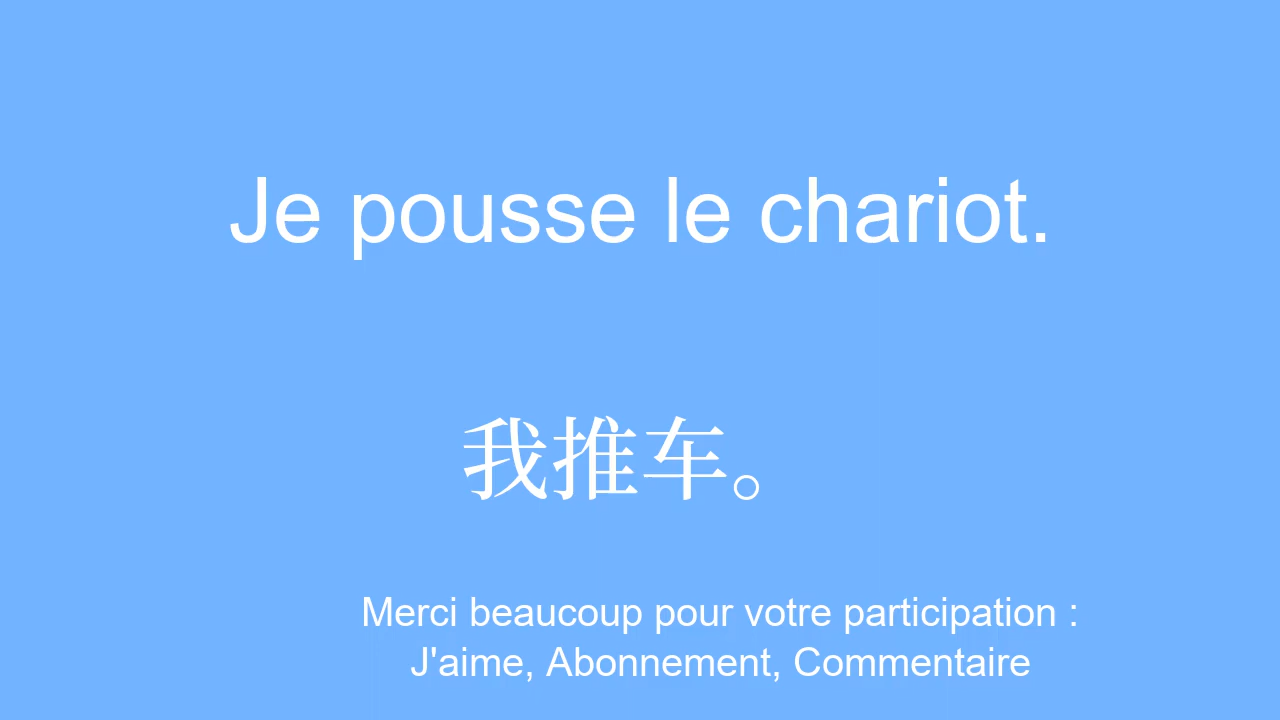 Je pousse le chariot.
我推车。
Merci beaucoup pour votre participation :
J'aime, Abonnement, Commentaire